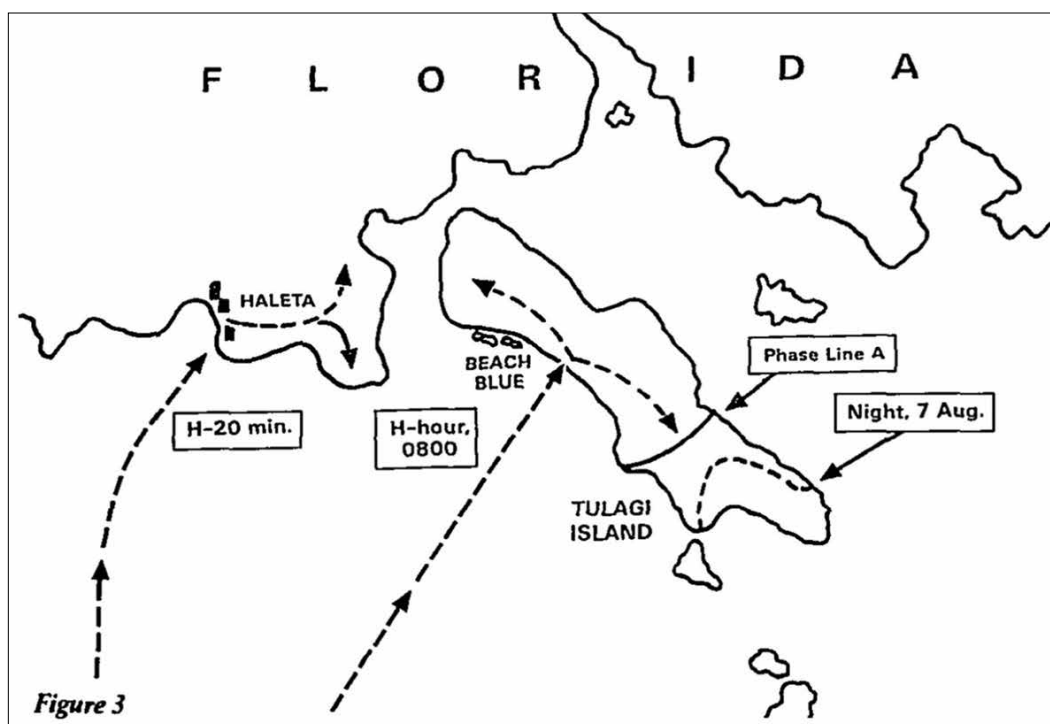 F L O R I D A
HALETA
BEACH
BLUE
Phase Line A
H-20 min.
H-hour,
0800
Night, 7 Aug.
TULAGI
ISLAND
Figure 3